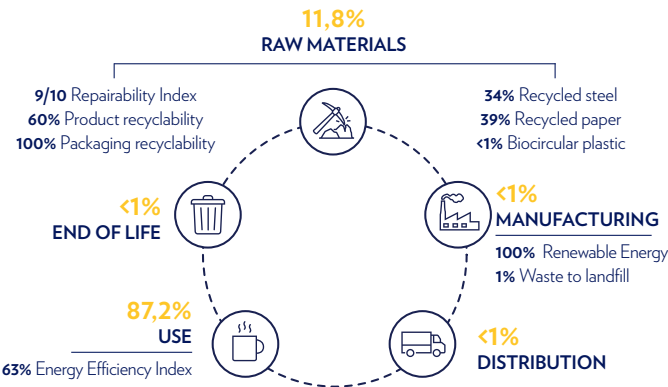 11,8%
RAW MATERIALS
9/10 Repairability Index
60% Product recyclability
100% Packaging recyclability
34% Recycled steel
39% Recycled paper
<1% Biocircular plastic
<1%
END OF LIFE
<1%
MANUFACTURING
100% Renewable Energy
1% Waste to landfill
87,2%
USE
63% Energy Efficiency Index
<1%
DISTRIBUTION